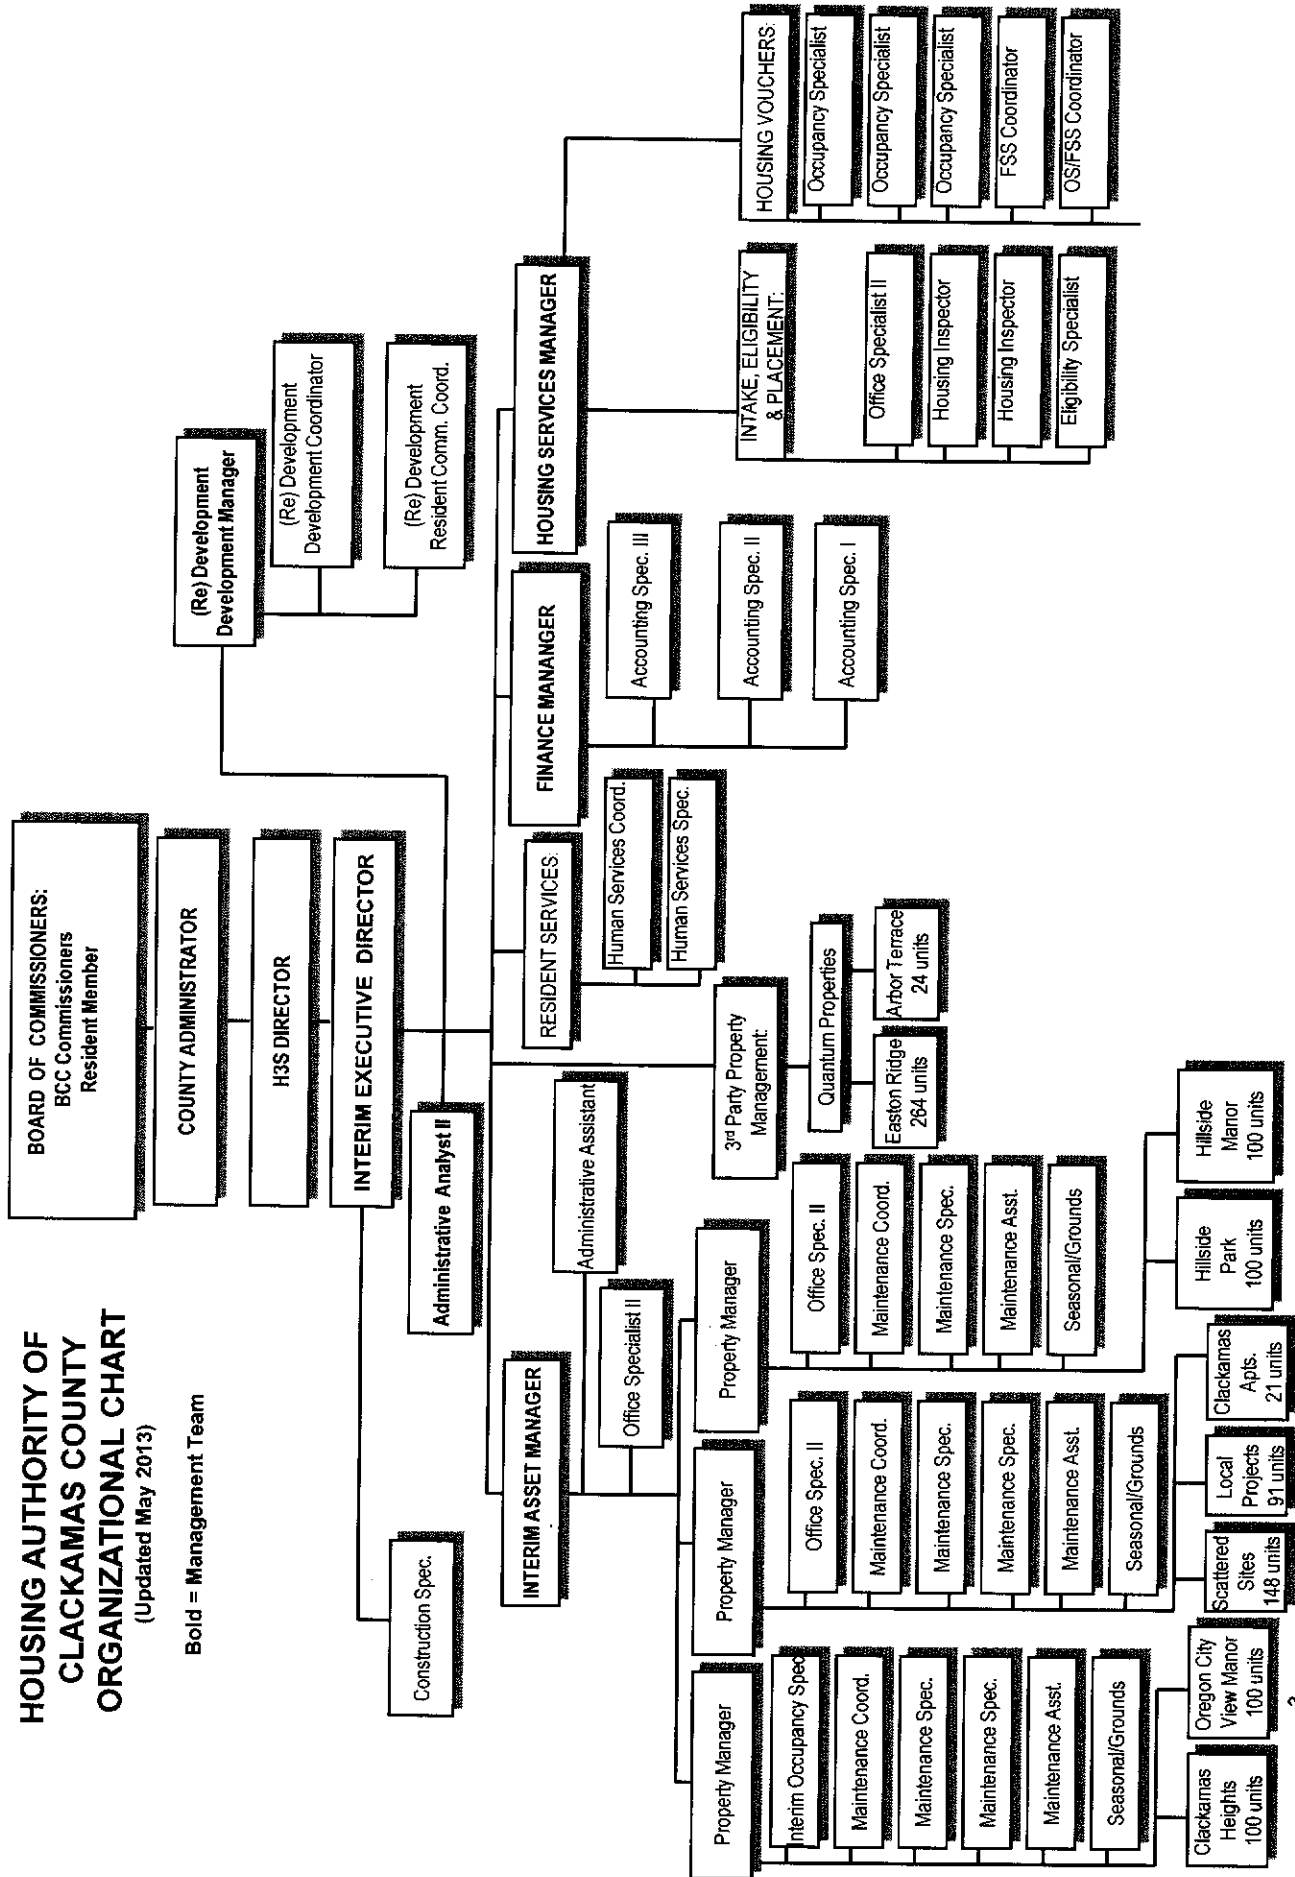 HOUSING AUTHORITY OF
CLACKAMAS COUNTY
ORGANIZATIONAL CHART
(Updated May 2013)
Bold = Management Team
BOARD OF COMMISSIONERS:
BCC Commissioners
Resident Member
COUNTY ADMINISTRATOR
H3S DIRECTOR
INTERIM EXECUTIVE DIRECTOR
Construction Spec.
Administrative Analyst II
(Re) Development
Development Manager
(Re) Development
Development Coordinator
(Re) Development
Resident Comm. Coord.
INTERIM ASSET MANAGER
Administrative Assistant
Office Specialist II
Property Manager
Interim Occupancy Spec
Maintenance Coord.
Maintenance Spec.
Maintenance Spec.
Maintenance Asst.
Seasonal/Grounds
Clackamas
Heights
100 units
Oregon City
View Manor
100 units
Property Manager
Office Spec. II
Maintenance Coord.
Maintenance Spec.
Maintenance Spec.
Maintenance Asst.
Seasonal/Grounds
Scattered
Sites
148 units
Local
Projects
91 units
Clackamas
Apts.
21 units
Property Manager
Office Spec. II
Maintenance Coord.
Maintenance Spec.
Maintenance Asst.
Seasonal/Grounds
Hillside
Park
100 units
Hillside
Manor
100 units
3rd Party Property
Management:
Quantum Properties
Easton Ridge
264 units
Arbor Terrace
24 units
RESIDENT SERVICES:
Human Services Coord.
Human Services Spec.
FINANCE MANANGER
Accounting Spec. III
Accounting Spec. II
Accounting Spec. I
HOUSING SERVICES MANAGER
INTAKE, ELIGIBILITY
& PLACEMENT:
Office Specialist II
Housing Inspector
Housing Inspector
Eligibility Specialist
HOUSING VOUCHERS:
Occupancy Specialist
Occupancy Specialist
Occupancy Specialist
FSS Coordinator
OS/FSS Coordinator